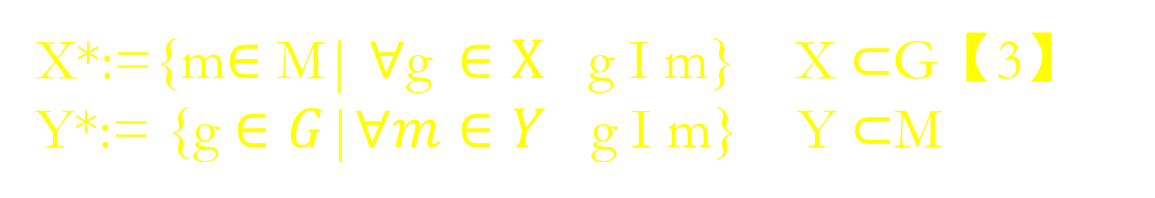 X*:={m∈ M| ∀g ∈ X g I m} X ⊂G【3】
Y*:= {g ∈ G|∀m ∈ Y g I m} Y ⊂M